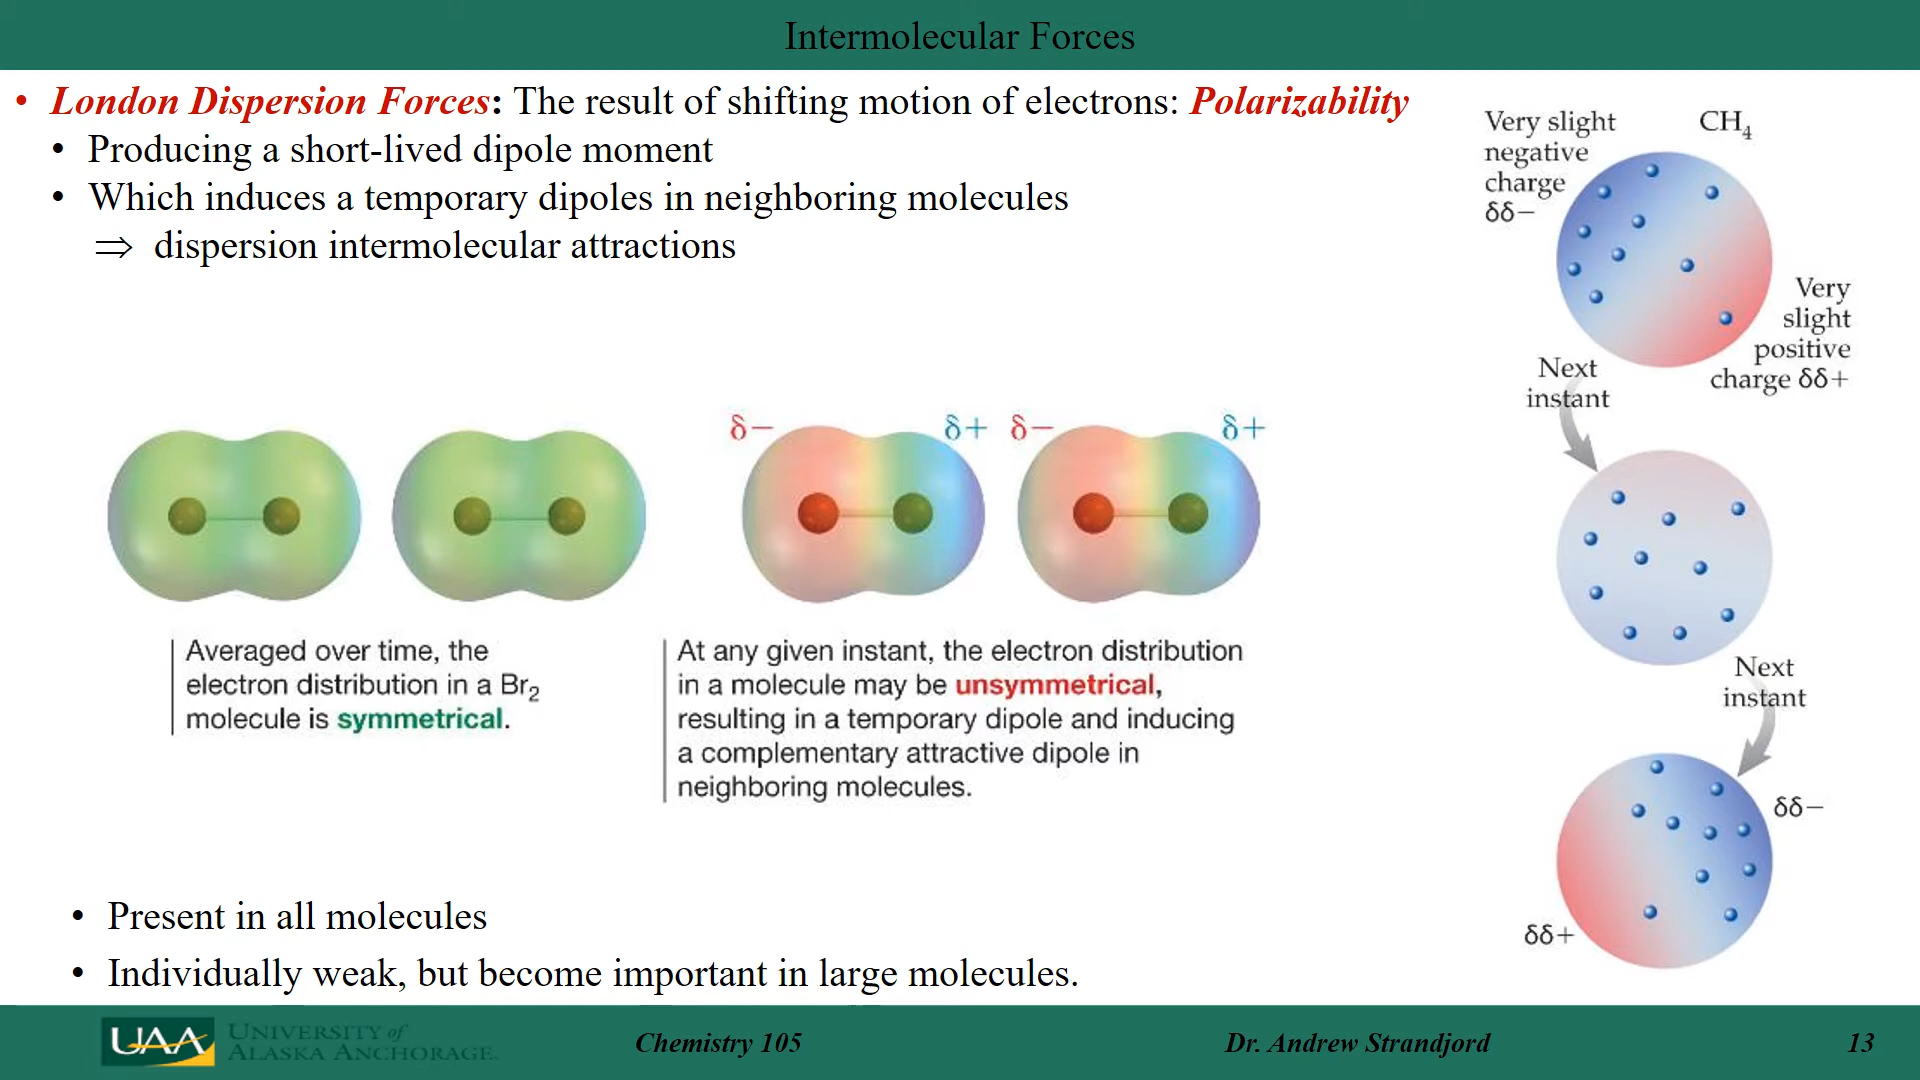 Intermolecular Forces
• London Dispersion Forces: The result of shifting motion of electrons: Polarizability
• Producing a short-lived dipole moment
• Which induces a temporary dipoles in neighboring molecules
⇒ dispersion intermolecular attractions
δ− δ+ δ− δ+
Averaged over time, the
electron distribution in a Br₂
molecule is symmetrical.
At any given instant, the electron distribution
in a molecule may be unsymmetrical,
resulting in a temporary dipole and inducing
a complementary attractive dipole in
neighboring molecules.
Very slight
negative
charge
δδ−
CH₄
Very
slight
positive
charge δδ+
Next
instant
Next
instant
δδ−
δδ+
• Present in all molecules
• Individually weak, but become important in large molecules.
UAA
UNIVERSITY of
ALASKA ANCHORAGE.
Chemistry 105
Dr. Andrew Strandjord
13